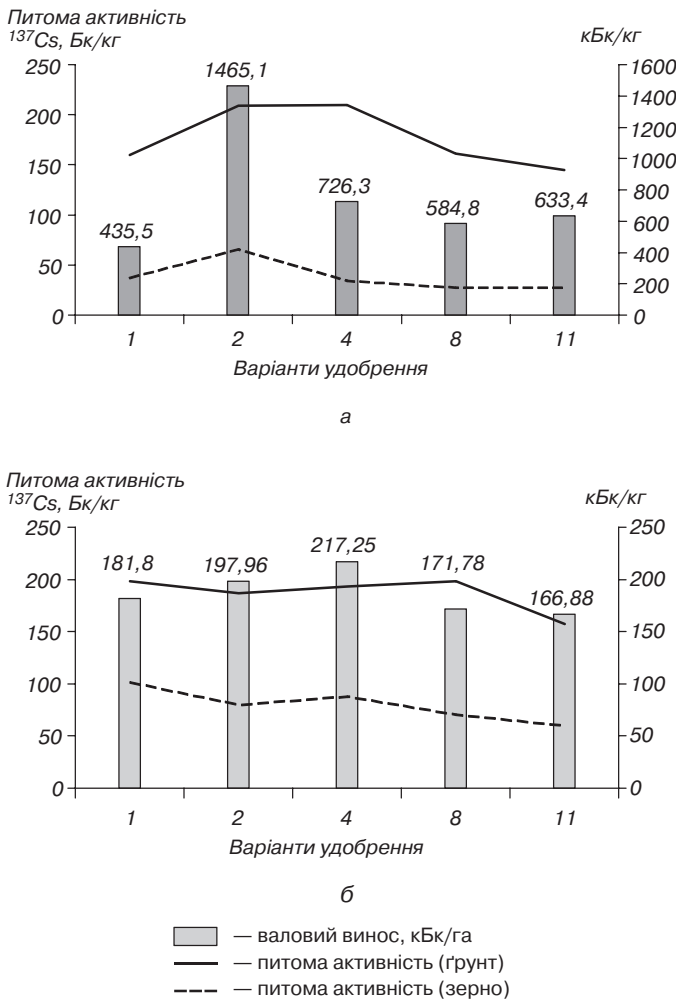 Питома активність
¹³⁷Cs, Бк/кг
кБк/кг
250
200
150
100
50
0
1600
1400
1200
1000
800
600
400
200
0
435,5
1465,1
726,3
584,8
633,4
1 2 4 8 11
Варіанти удобрення
а
Питома активність
¹³⁷Cs, Бк/кг
кБк/кг
250
200
150
100
50
0
250
200
150
100
50
0
181,8
197,96
217,25
171,78
166,88
1 2 4 8 11
Варіанти удобрення
б
— валовий винос, кБк/га
— питома активність (ґрунт)
— питома активність (зерно)